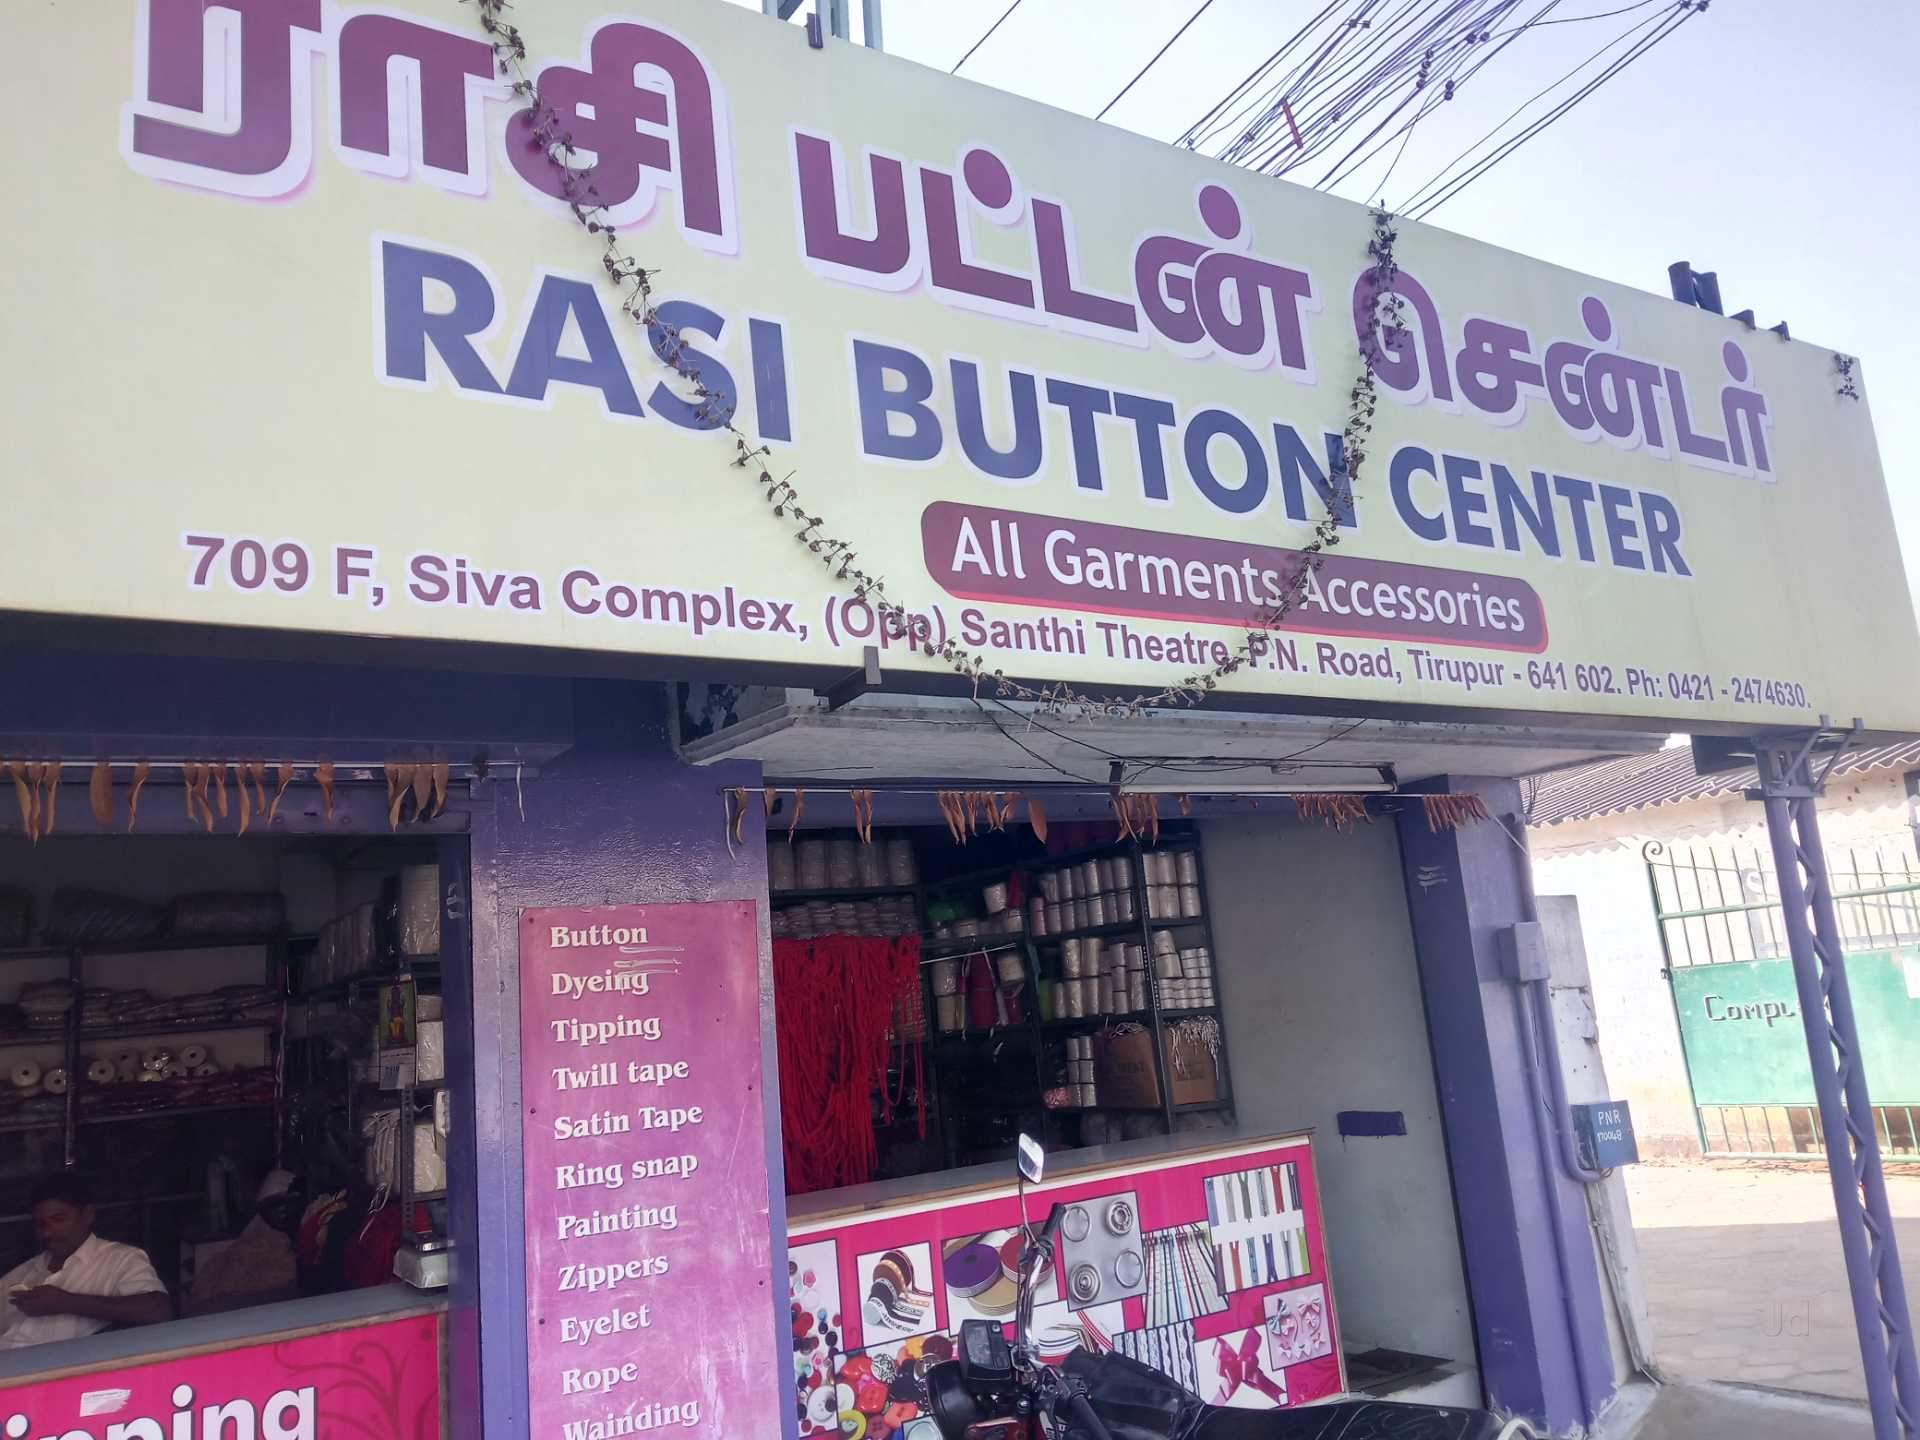 ராசி பட்டன் சென்டர்
RASI BUTTON CENTER
All Garments Accessories
709 F, Siva Complex, (Opp) Santhi Theatre, P.N. Road, Tirupur - 641 602. Ph: 0421 - 2474630.
Button
Dyeing
Tipping
Twill tape
Satin Tape
Ring snap
Painting
Zippers
Eyelet
Rope
Wainding
PNR
Jd